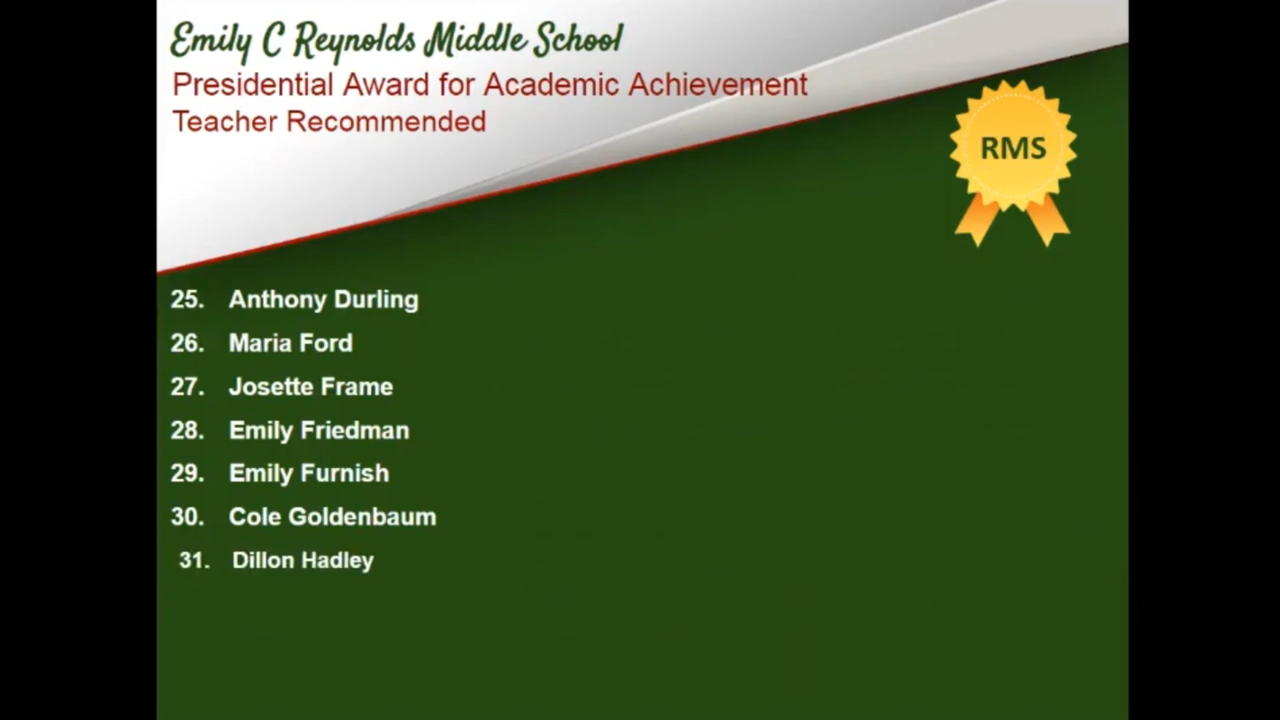 Emily C Reynolds Middle School
Presidential Award for Academic Achievement
Teacher Recommended
RMS
25. Anthony Durling
26. Maria Ford
27. Josette Frame
28. Emily Friedman
29. Emily Furnish
30. Cole Goldenbaum
31. Dillon Hadley